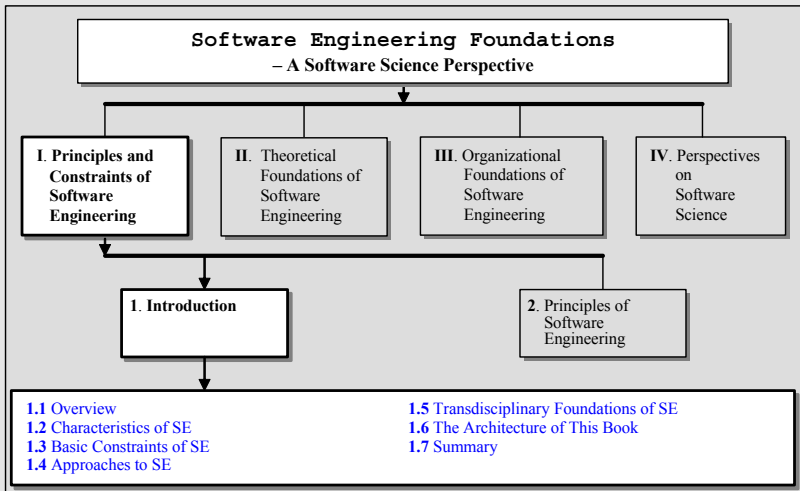 Software Engineering Foundations
– A Software Science Perspective
I. Principles and
Constraints of
Software
Engineering
II. Theoretical
Foundations of
Software
Engineering
III. Organizational
Foundations of
Software
Engineering
IV. Perspectives
on
Software
Science
1. Introduction
2. Principles of
Software
Engineering
1.1 Overview
1.2 Characteristics of SE
1.3 Basic Constraints of SE
1.4 Approaches to SE
1.5 Transdisciplinary Foundations of SE
1.6 The Architecture of This Book
1.7 Summary